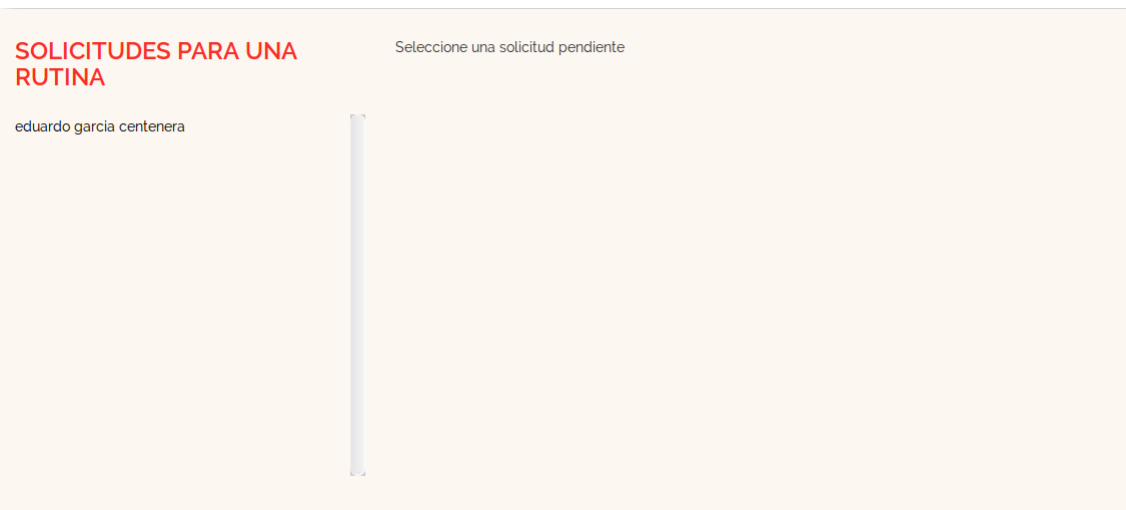 SOLICITUDES PARA UNA
RUTINA
eduardo garcia centenera
Seleccione una solicitud pendiente